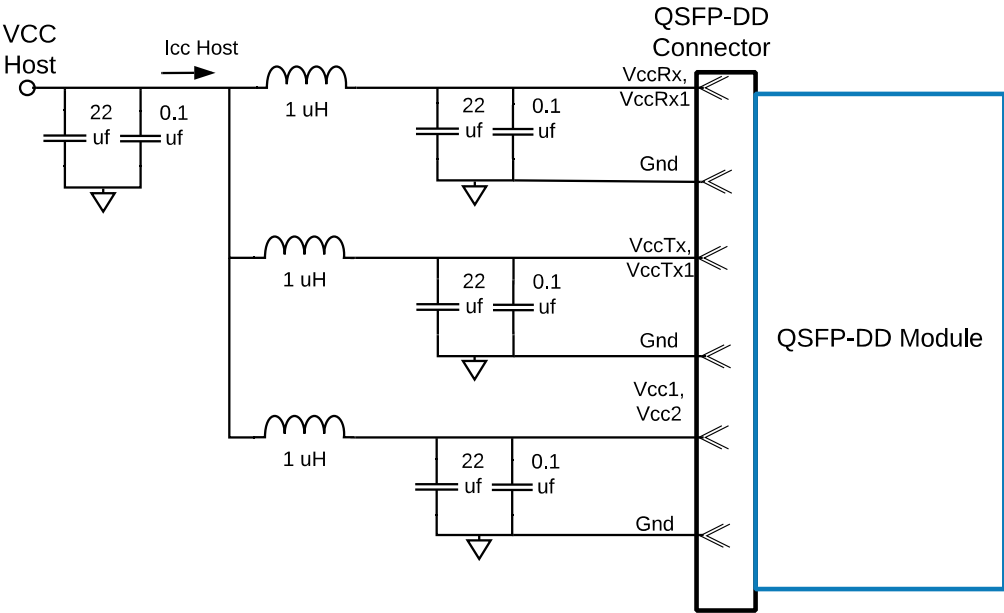 QSFP-DD
Connector
VCC
Host
Icc Host
1 uH
22
uf
0.1
uf
22
uf
0.1
uf
VccRx,
VccRx1
Gnd
1 uH
22
uf
0.1
uf
VccTx,
VccTx1
Gnd
QSFP-DD Module
1 uH
22
uf
0.1
uf
Vcc1,
Vcc2
Gnd